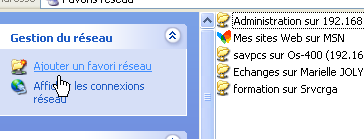 Favoris réseau
Gestion du réseau
Ajouter un favori réseau
Afficher les connexions
réseau
Administration sur 192.168
Mes sites Web sur MSN
savpcs sur Os-400 (192.16
Echanges sur Marielle JOLY
formation sur Srvcrga